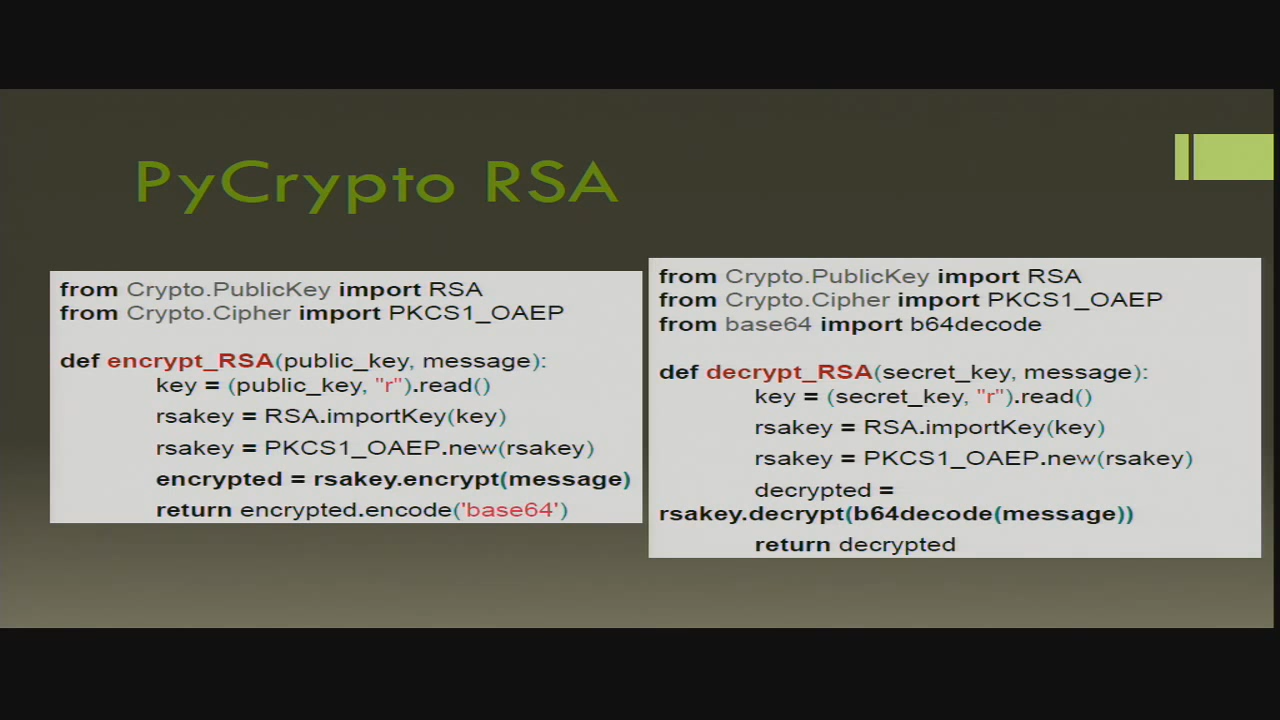 PyCrypto RSA
from Crypto.PublicKey import RSA
from Crypto.Cipher import PKCS1_OAEP
def encrypt_RSA(public_key, message):
key = (public_key, "r").read()
rsakey = RSA.importKey(key)
rsakey = PKCS1_OAEP.new(rsakey)
encrypted = rsakey.encrypt(message)
return encrypted.encode('base64')
from Crypto.PublicKey import RSA
from Crypto.Cipher import PKCS1_OAEP
from base64 import b64decode
def decrypt_RSA(secret_key, message):
key = (secret_key, "r").read()
rsakey = RSA.importKey(key)
rsakey = PKCS1_OAEP.new(rsakey)
decrypted =
rsakey.decrypt(b64decode(message))
return decrypted